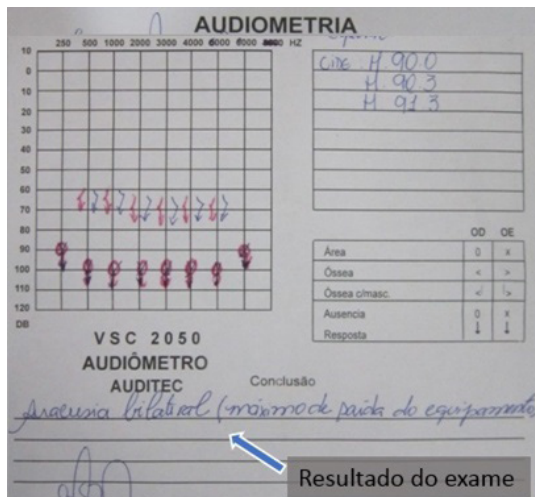 AUDIOMETRIA
250 500 1000 2000 3000 4000 6000 8000 HZ
10
0
10
20
30
40
50
60
70
80
90
100
110
120
DB
CIDS H. 90.0
H 90 3
H 91 3
OD OE
Área 0 x
Óssea < >
Óssea c/masc.
Ausencia 0 x
Resposta ↓ ↓
VSC 2050
AUDIÔMETRO
AUDITEC
Conclusão
Anacusia bilateral (máximo de saída do equipamento
Resultado do exame